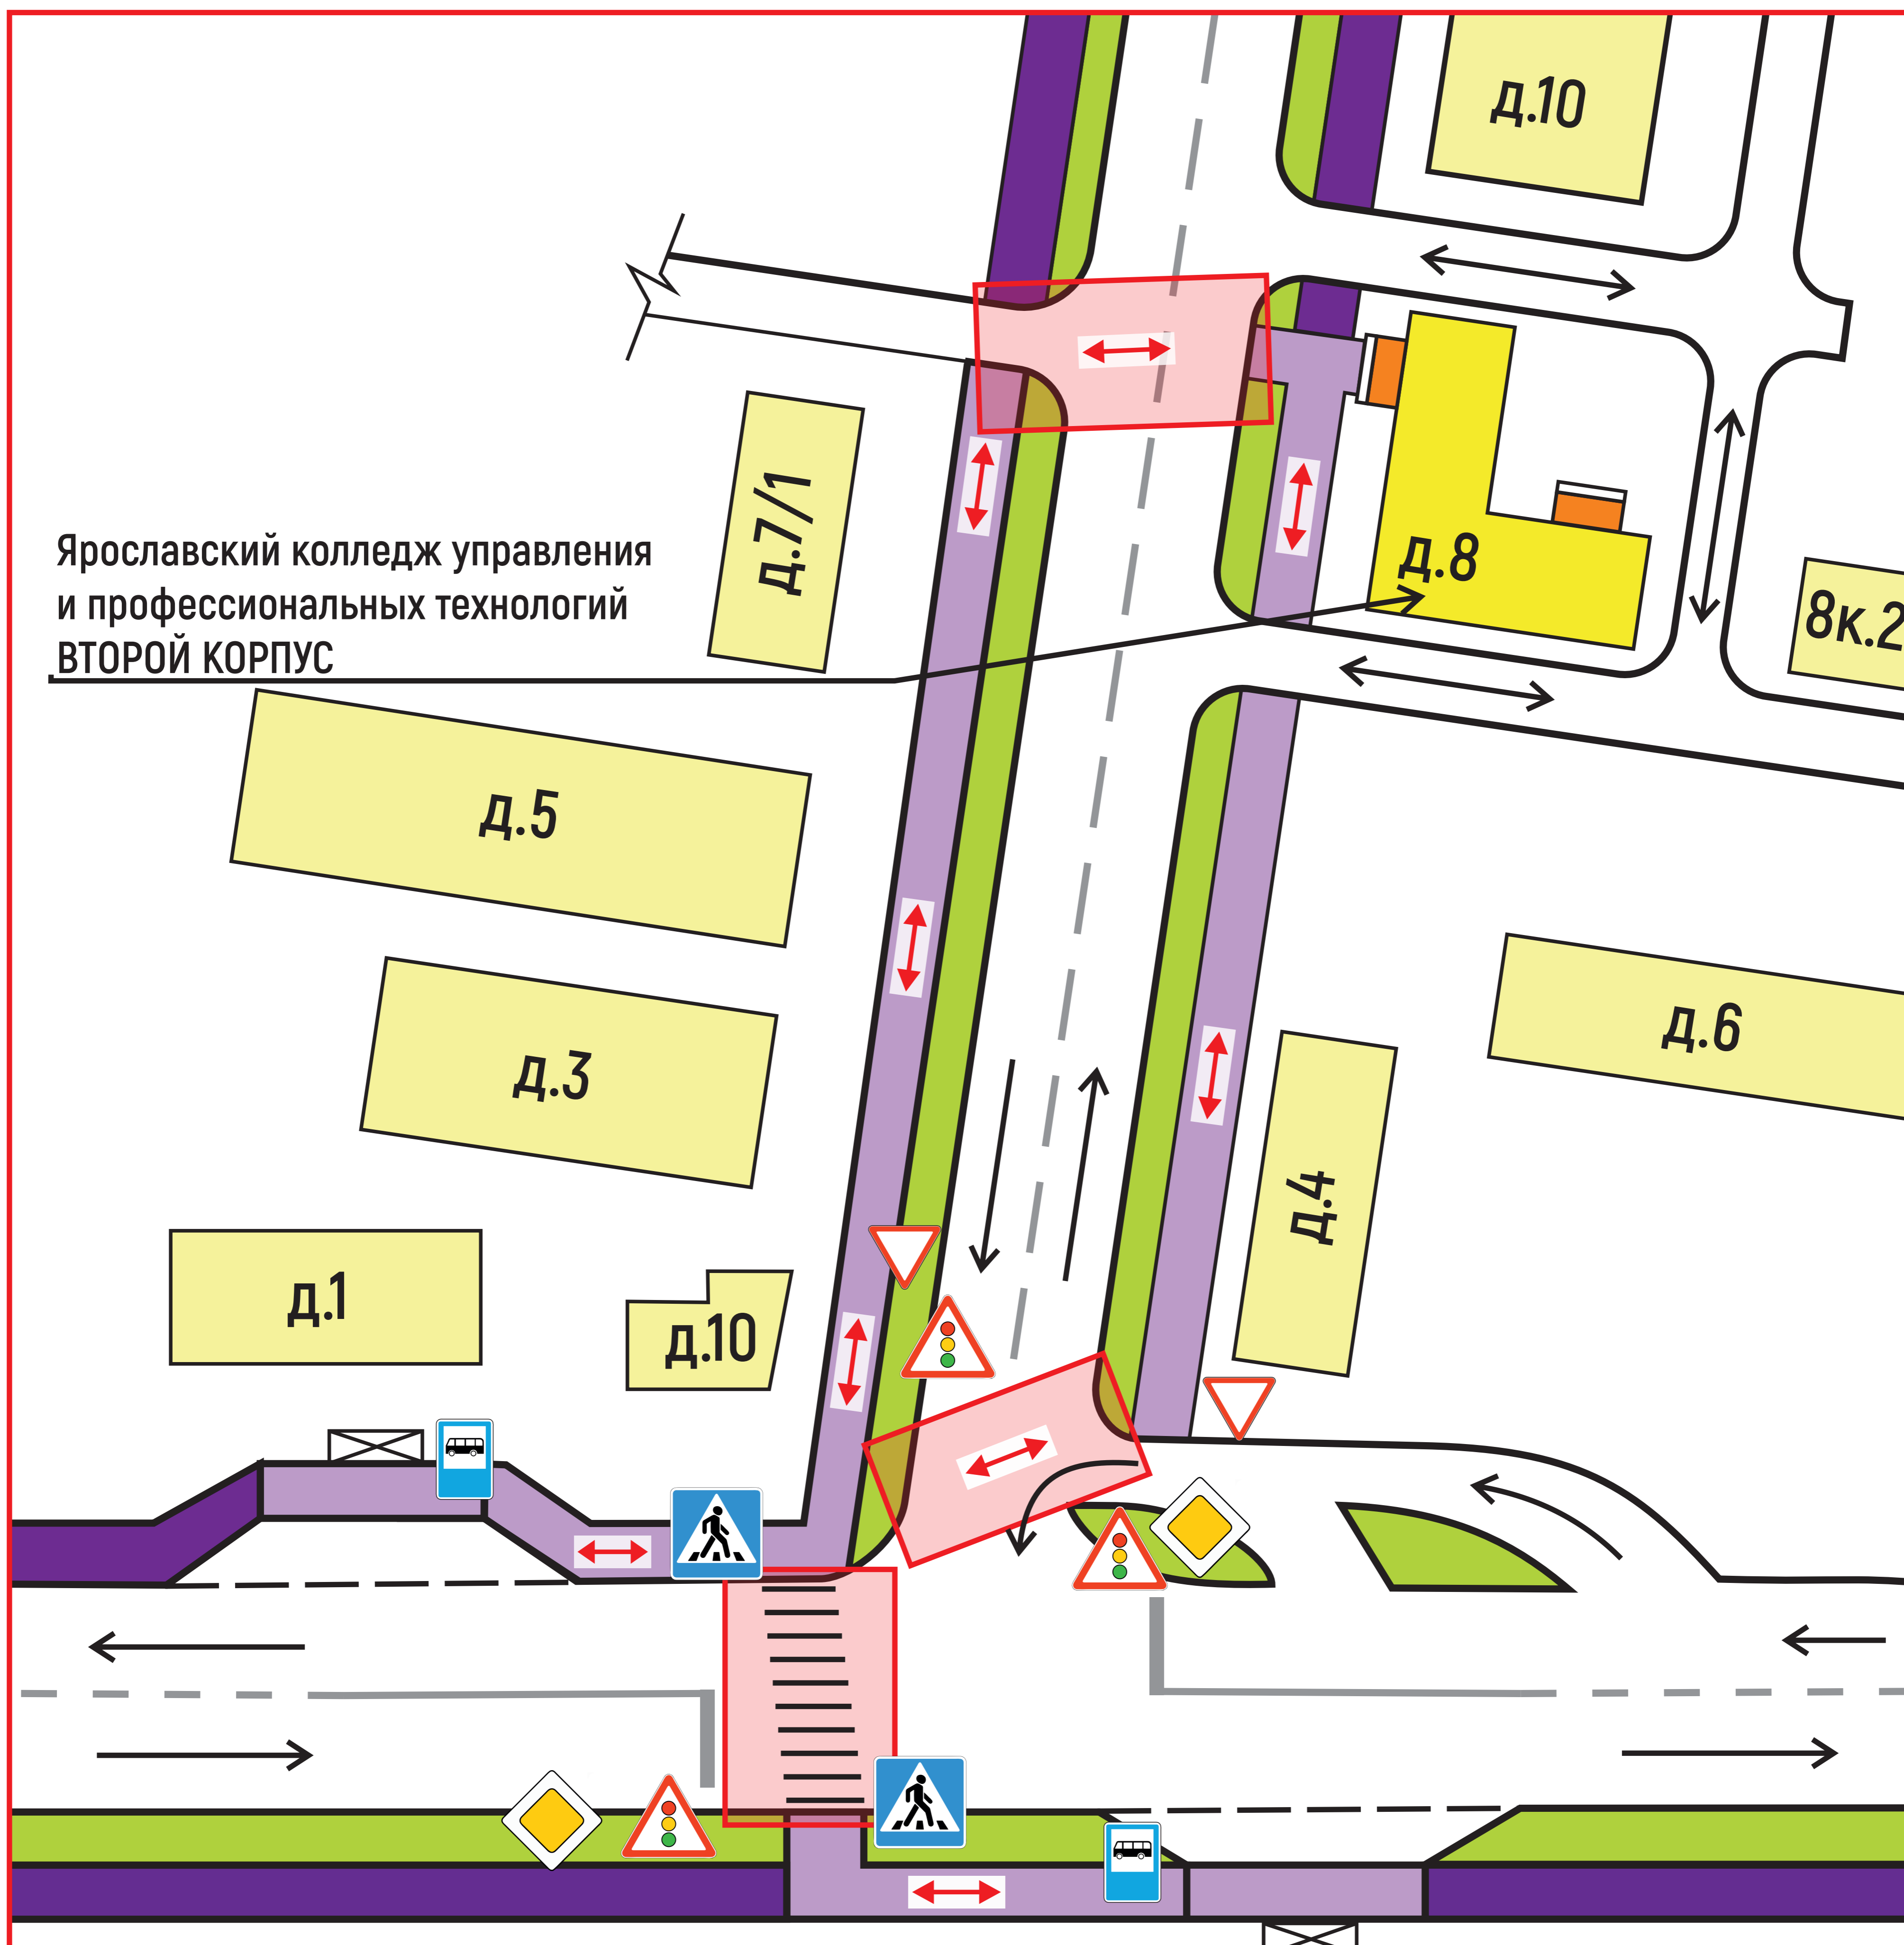 д.10
Ярославский колледж управления
и профессиональных технологий
ВТОРОЙ КОРПУС
д.7/1
д.8
8к.2
д.5
д.6
д.3
д.4
д.1
д.10